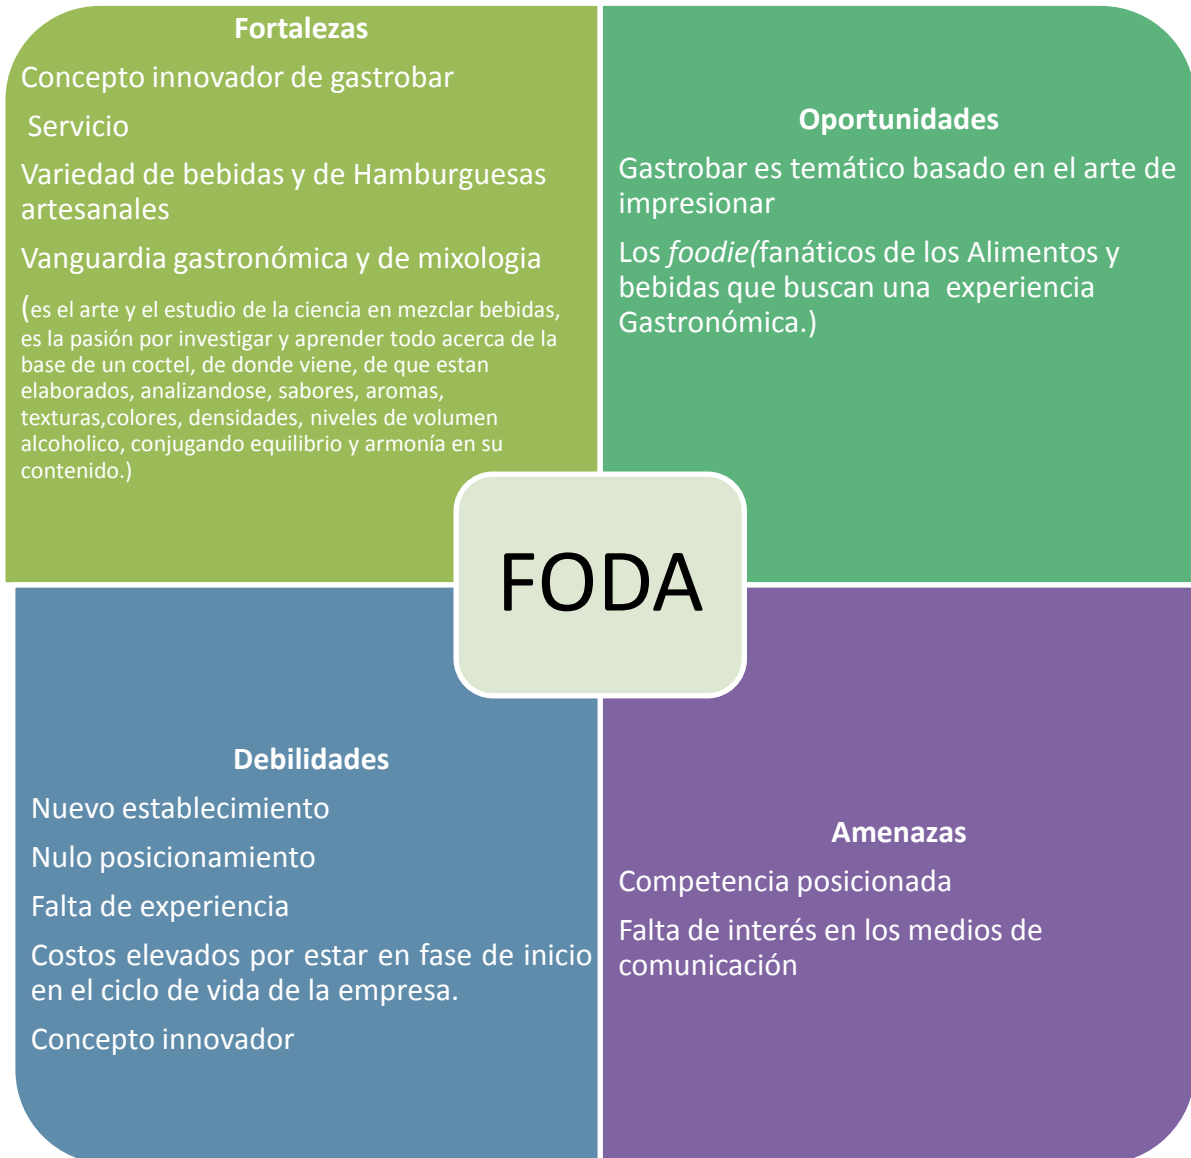 Fortalezas
Concepto innovador de gastrobar
Servicio
Variedad de bebidas y de Hamburguesas
artesanales
Vanguardia gastronómica y de mixologia
(es el arte y el estudio de la ciencia en mezclar bebidas,
es la pasión por investigar y aprender todo acerca de la
base de un coctel, de donde viene, de que estan
elaborados, analizandose, sabores, aromas,
texturas,colores, densidades, niveles de volumen
alcoholico, conjugando equilibrio y armonía en su
contenido.)
Oportunidades
Gastrobar es temático basado en el arte de
impresionar
Los foodie(fanáticos de los Alimentos y
bebidas que buscan una experiencia
Gastronómica.)
FODA
Debilidades
Nuevo establecimiento
Nulo posicionamiento
Falta de experiencia
Costos elevados por estar en fase de inicio
en el ciclo de vida de la empresa.
Concepto innovador
Amenazas
Competencia posicionada
Falta de interés en los medios de
comunicación